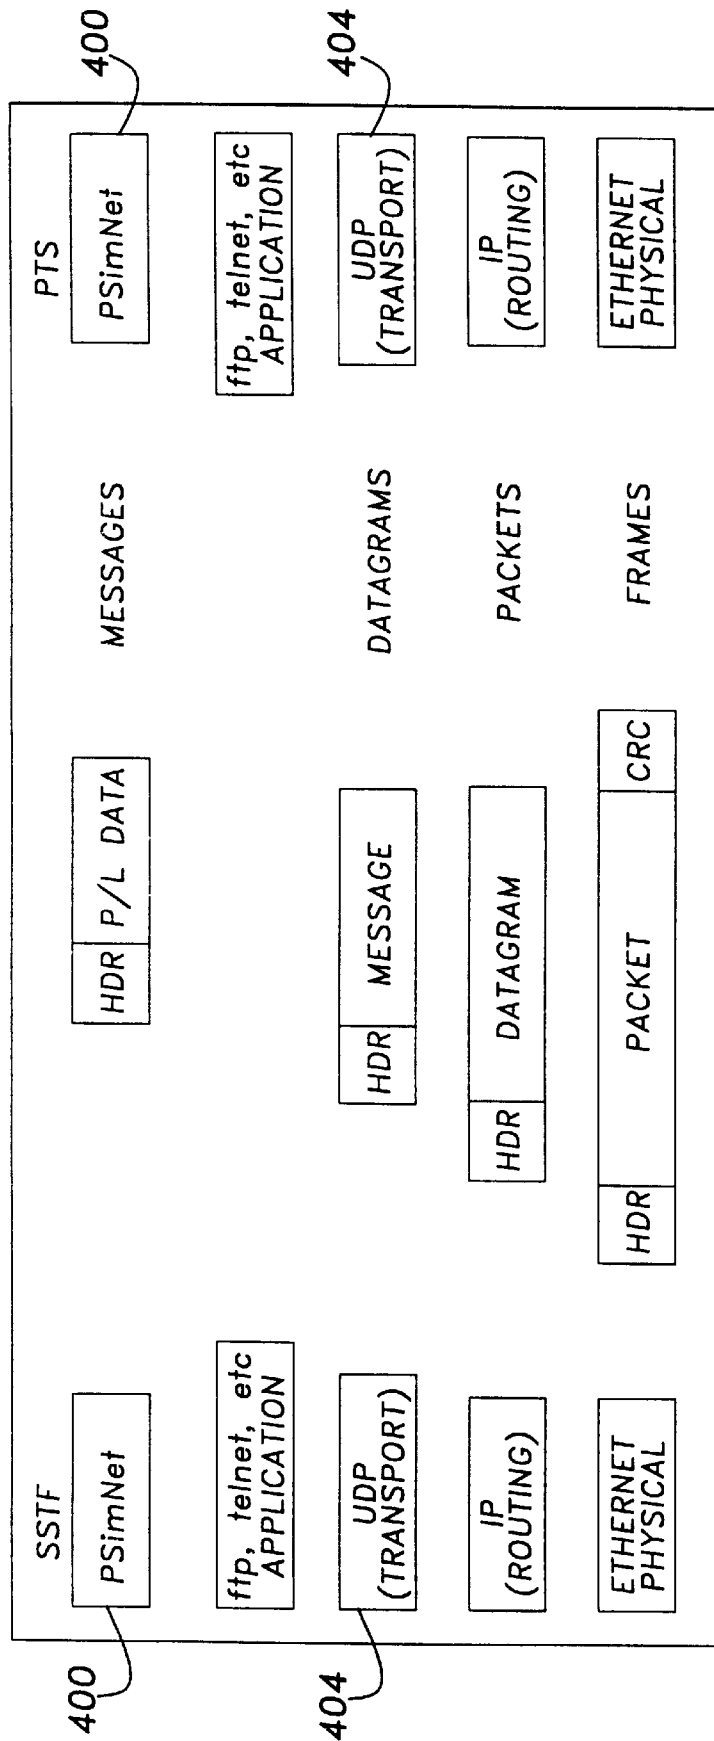 400
404
SSTF
PTS
PSimNet
HDR
P/L DATA
MESSAGES
PSimNet
400
ftp, telnet, etc
APPLICATION
ftp, telnet, etc
APPLICATION
UDP
(TRANSPORT)
HDR
MESSAGE
DATAGRAMS
UDP
(TRANSPORT)
404
IP
(ROUTING)
HDR
DATAGRAM
PACKETS
IP
(ROUTING)
ETHERNET
PHYSICAL
HDR
PACKET
CRC
FRAMES
ETHERNET
PHYSICAL